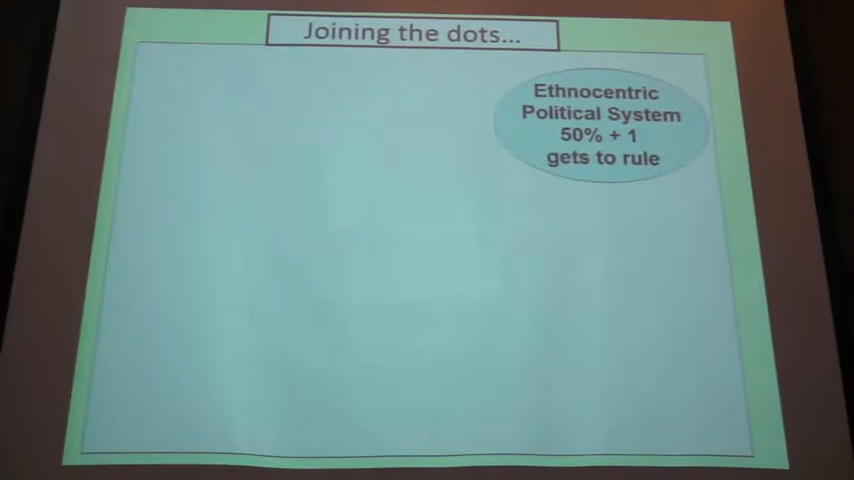 Joining the dots...
Ethnocentric
Political System
50% + 1
gets to rule